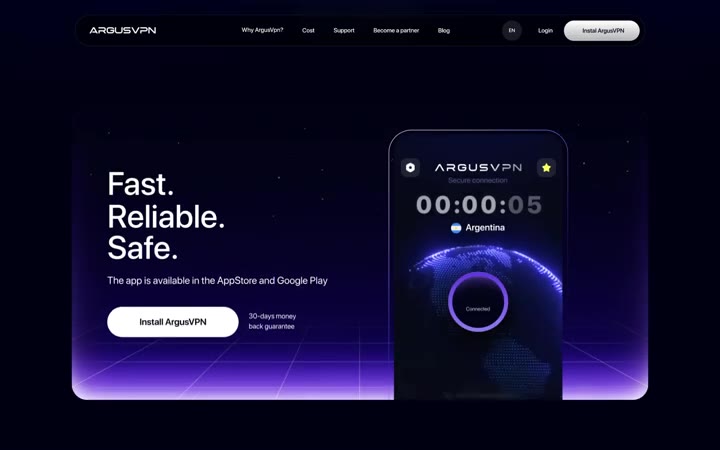 ARGUSVPN
Why ArgusVPN?
Cost
Support
Become a partner
Blog
EN
Login
Instal ArgusVPN
Fast.
Reliable.
Safe.
The app is available in the AppStore and Google Play
Install ArgusVPN
30-days money
back guarantee
ARGUSVPN
Secure connection
00:00:05
Argentina
Connected